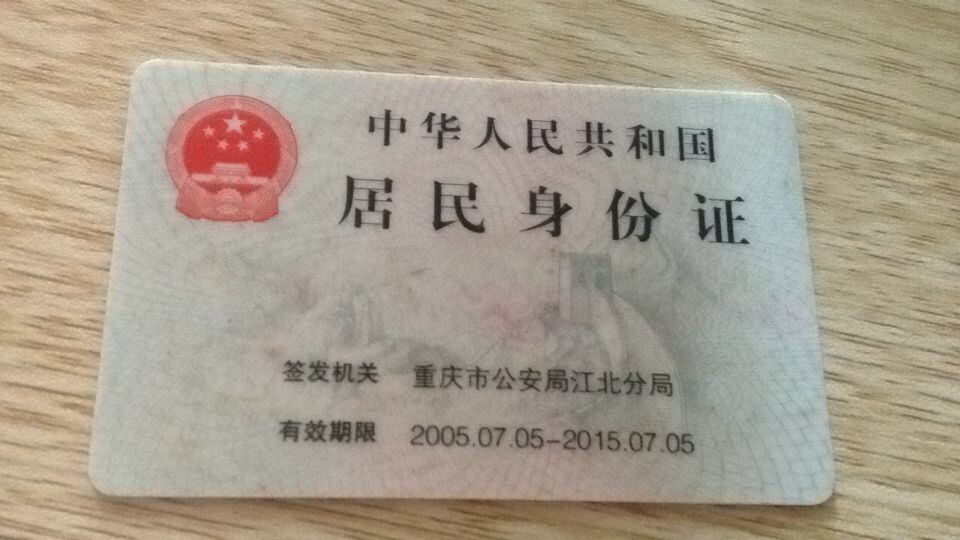 中华人民共和国
居民身份证
签发机关 重庆市公安局江北分局
有效期限 2005.07.05-2015.07.05